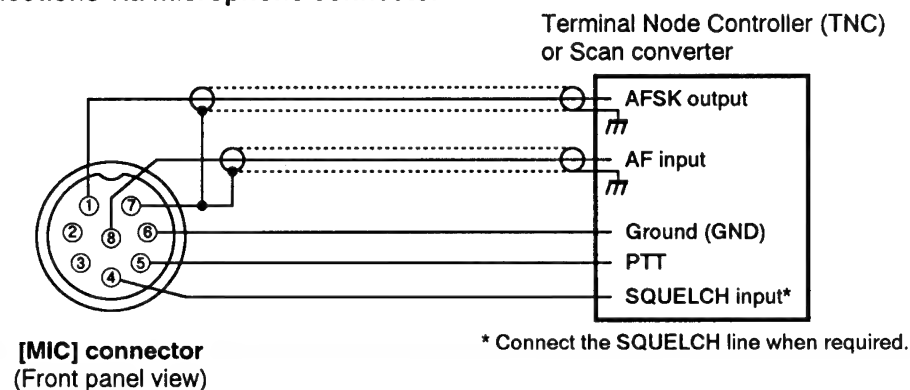 Terminal Node Controller (TNC)
or Scan converter
AFSK output
AF input
① ⑦
② ⑧ ⑥
③ ⑤
④
Ground (GND)
PTT
SQUELCH input*
* Connect the SQUELCH line when required.
[MIC] connector
(Front panel view)